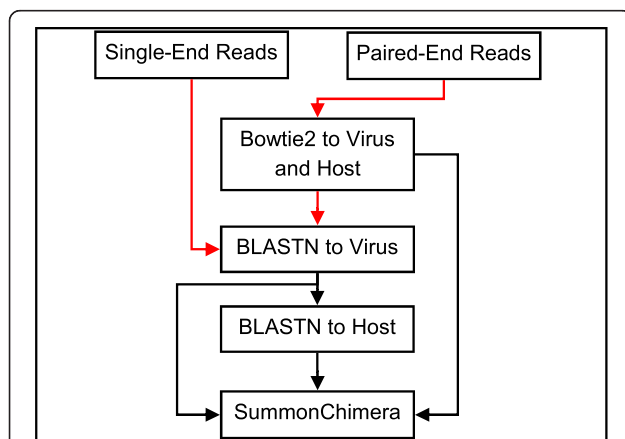 Single-End Reads
Paired-End Reads
Bowtie2 to Virus
and Host
BLASTN to Virus
BLASTN to Host
SummonChimera